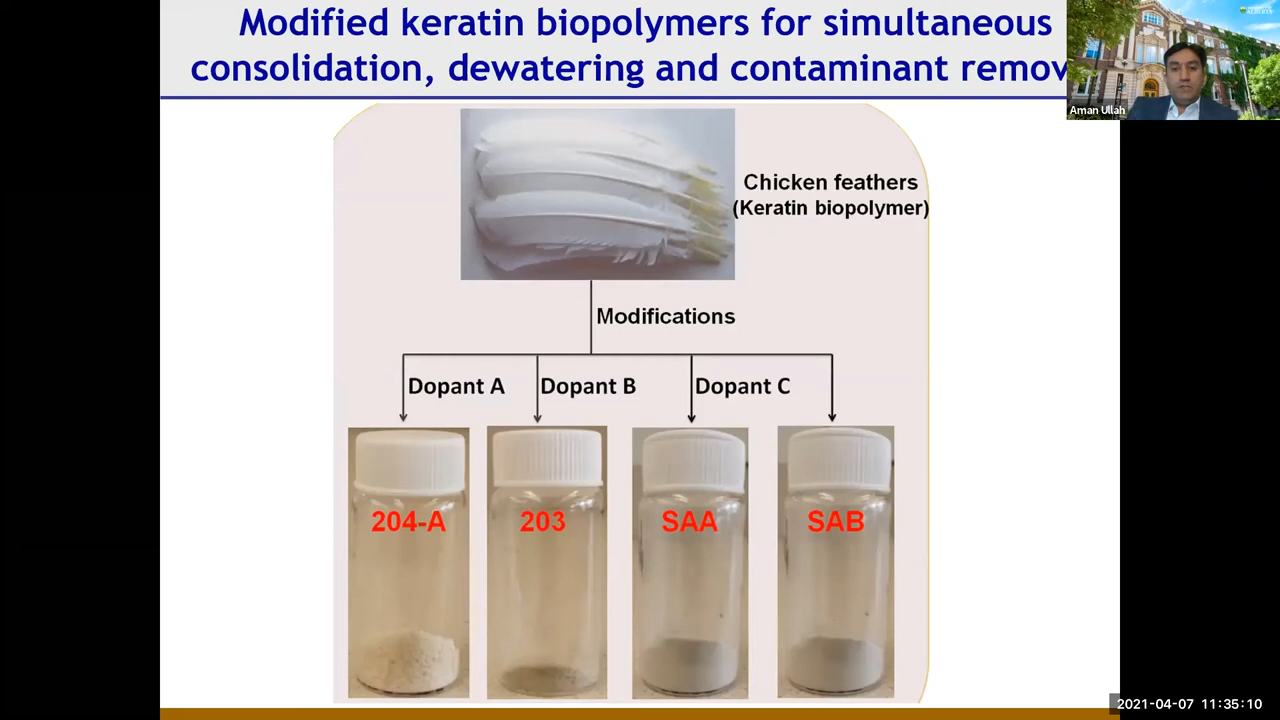 Modified keratin biopolymers for simultaneous
consolidation, dewatering and contaminant remov
Aman Ullah
Chicken feathers
(Keratin biopolymer)
Modifications
Dopant A
Dopant B
Dopant C
204-A
203
SAA
SAB
2021-04-07 11:35:10